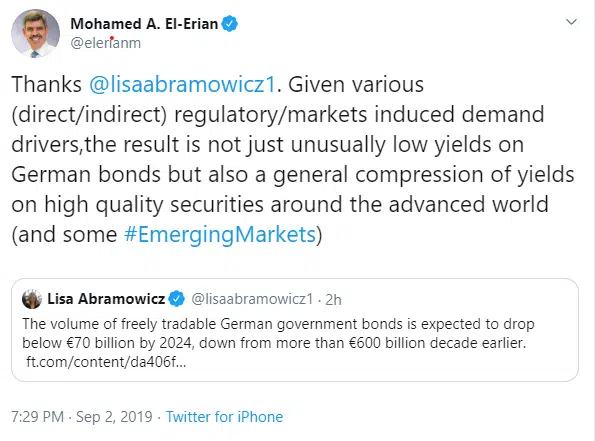 Mohamed A. El-Erian
@elerianm
Thanks @lisaabramowicz1. Given various
(direct/indirect) regulatory/markets induced demand
drivers,the result is not just unusually low yields on
German bonds but also a general compression of yields
on high quality securities around the advanced world
(and some #EmergingMarkets)
Lisa Abramowicz @lisaabramowicz1 · 2h
The volume of freely tradable German government bonds is expected to drop
below €70 billion by 2024, down from more than €600 billion decade earlier.
ft.com/content/da406f...
7:29 PM · Sep 2, 2019 · Twitter for iPhone